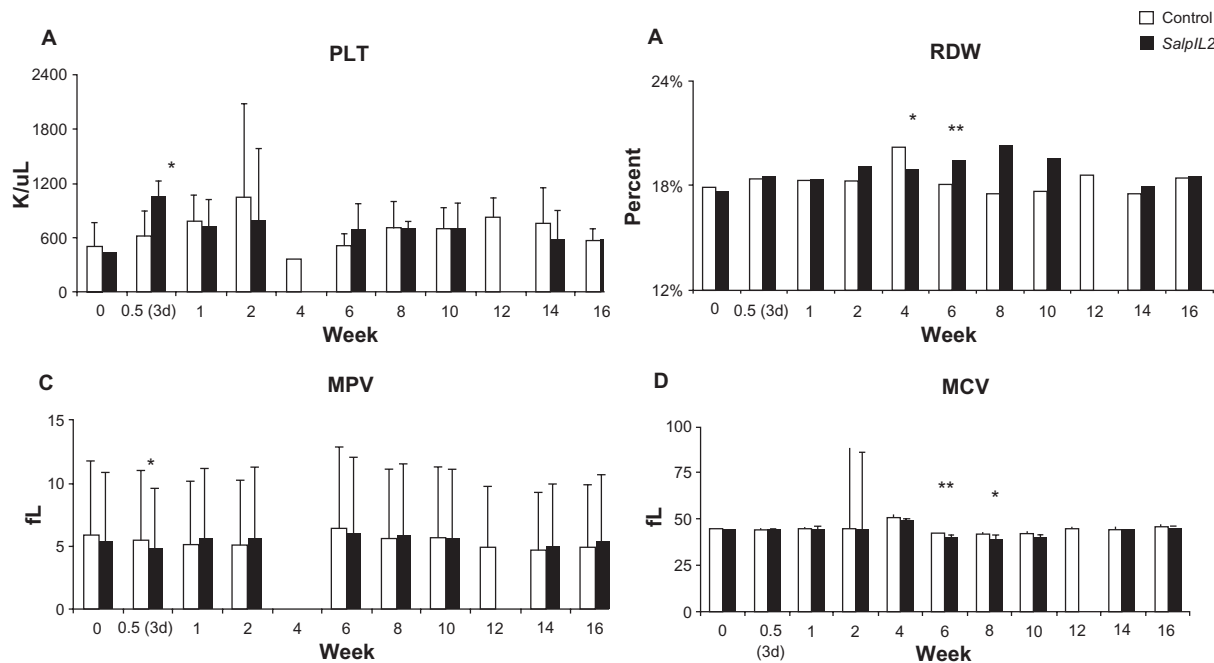 A
PLT
2400
1800
1200
600
0
K/uL
*
0 0.5 (3d) 1 2 4 6 8 10 12 14 16
Week
A
RDW
Control
SalpIL2
24%
18%
12%
Percent
* **
0 0.5 (3d) 1 2 4 6 8 10 12 14 16
Week
C
MPV
15
10
5
0
fL
*
0 0.5 (3d) 1 2 4 6 8 10 12 14 16
Week
D
MCV
100
75
50
25
0
fL
** *
0 0.5 1 2 4 6 8 10 12 14 16
(3d)
Week